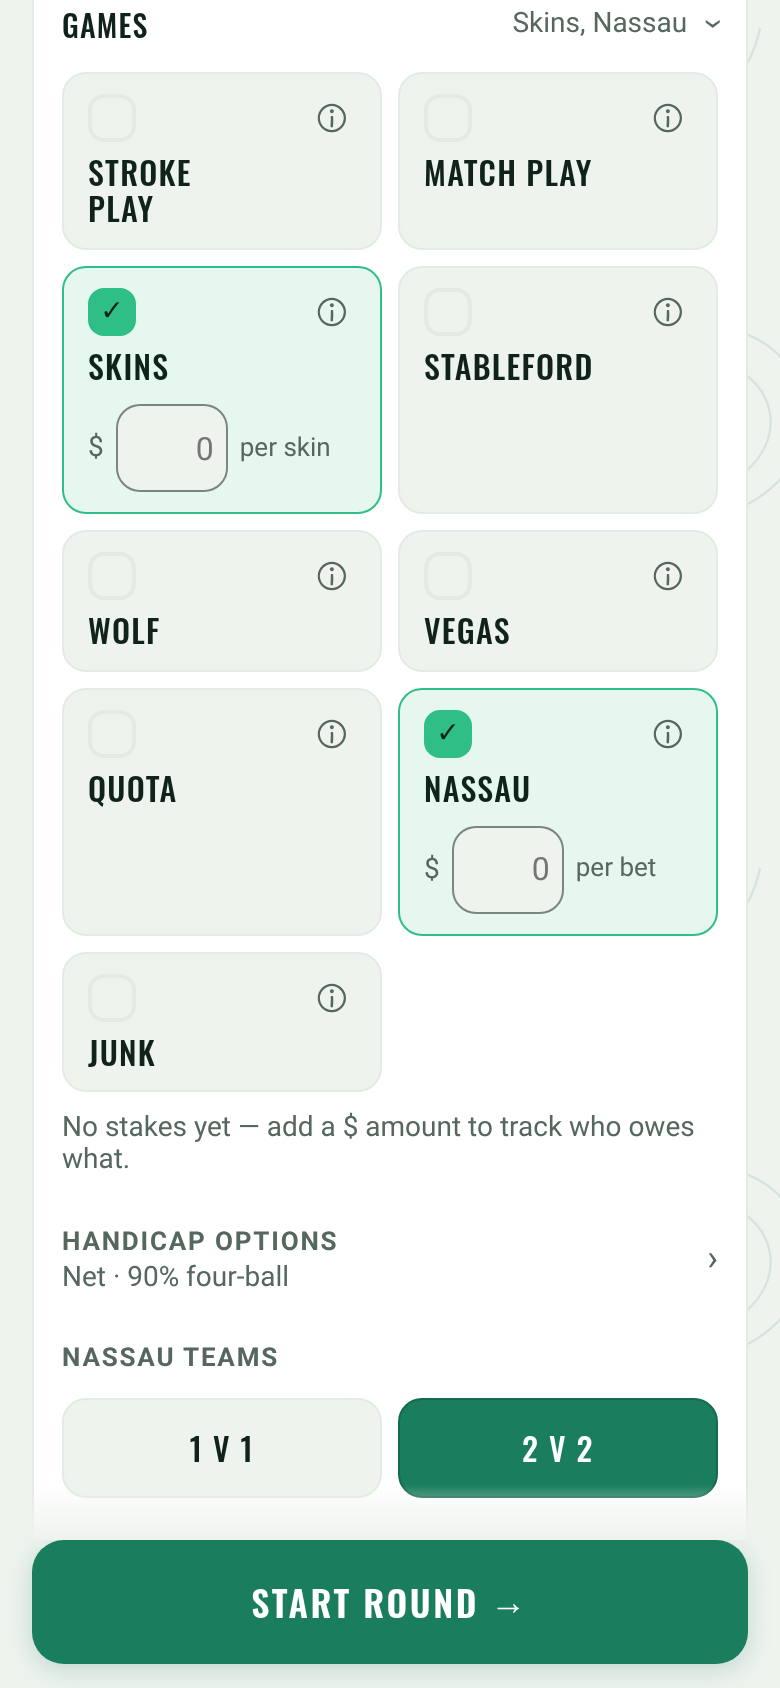 GAMES
Skins, Nassau
STROKE
PLAY
MATCH PLAY
✓
SKINS
$ 0 per skin
STABLEFORD
WOLF
VEGAS
QUOTA
✓
NASSAU
$ 0 per bet
JUNK
No stakes yet — add a $ amount to track who owes
what.
HANDICAP OPTIONS
Net · 90% four-ball
›
NASSAU TEAMS
1 V 1
2 V 2
START ROUND →